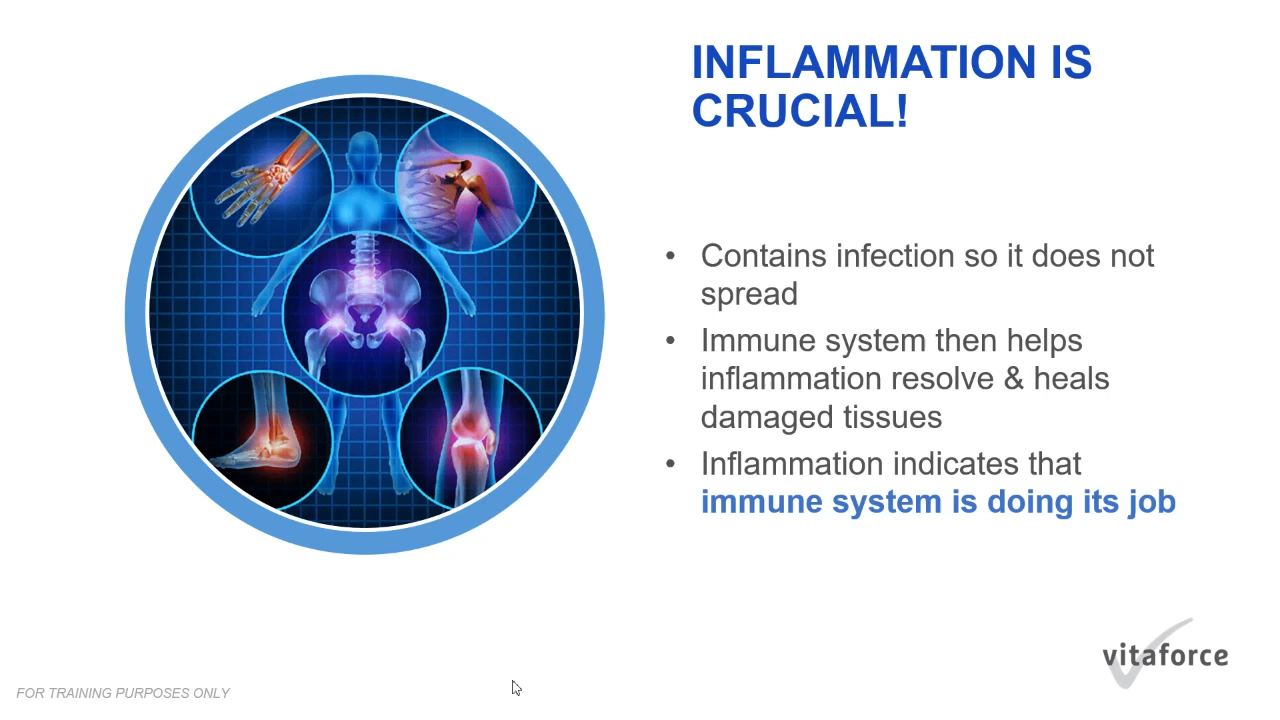 INFLAMMATION IS
CRUCIAL!
• Contains infection so it does not
spread
• Immune system then helps
inflammation resolve & heals
damaged tissues
• Inflammation indicates that
immune system is doing its job
vitaforce
FOR TRAINING PURPOSES ONLY